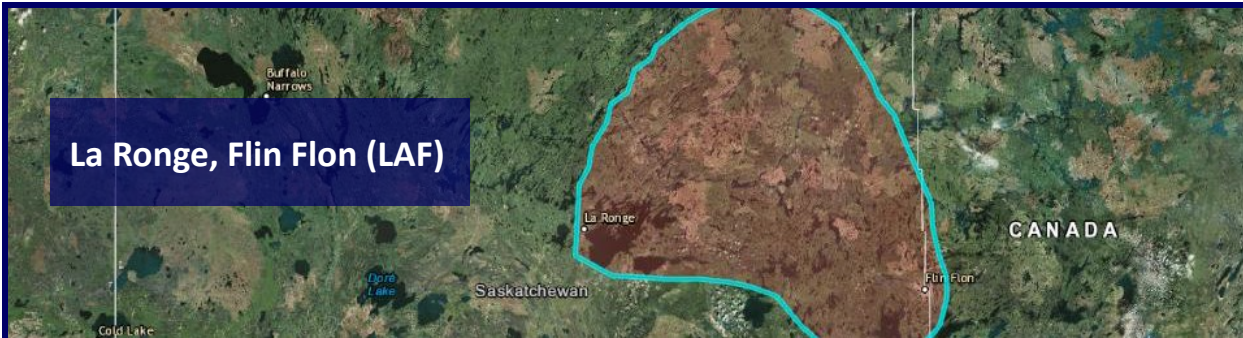 Buffalo
Narrows
La Ronge, Flin Flon (LAF)
La Ronge
CANADA
Flin Flon
Doré
Lake
Saskatchewan
Cold Lake